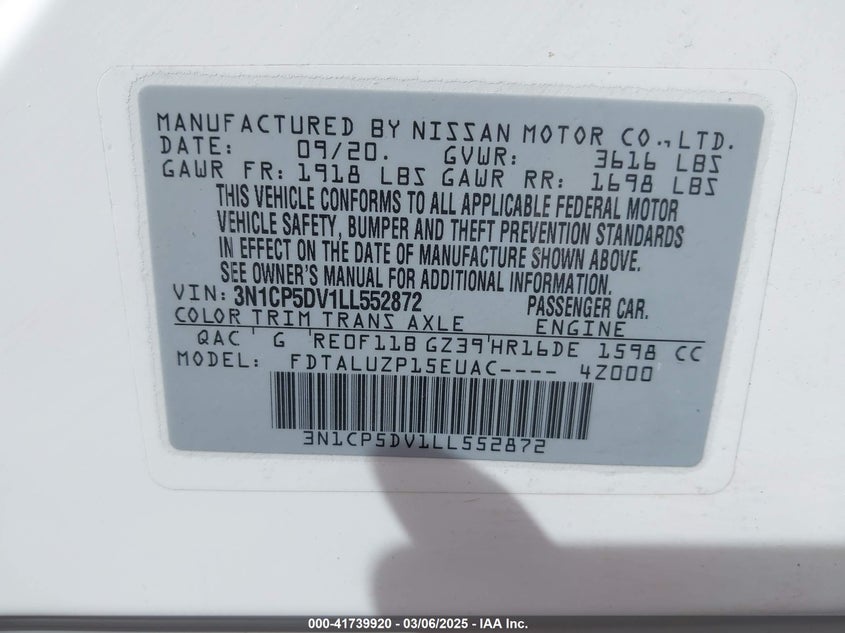 MANUFACTURED BY NISSAN MOTOR CO., LTD.
DATE: 09/20. GVWR: 3616 LBS
GAWR FR: 1918 LBS GAWR RR: 1698 LBS
THIS VEHICLE CONFORMS TO ALL APPLICABLE FEDERAL MOTOR
VEHICLE SAFETY, BUMPER AND THEFT PREVENTION STANDARDS
IN EFFECT ON THE DATE OF MANUFACTURE SHOWN ABOVE.
SEE OWNER'S MANUAL FOR ADDITIONAL INFORMATION.
VIN: 3N1CP5DV1LL552872 PASSENGER CAR.
COLOR TRIM TRANS AXLE ENGINE
QAC ' G ' RE0F11B GZ39 ' HR16DE 1598 CC
MODEL: FDTALUZP15EUAC---- 4Z000
3N1CP5DV1LL552872
000-41739920 - 03/06/2025 - IAA Inc.